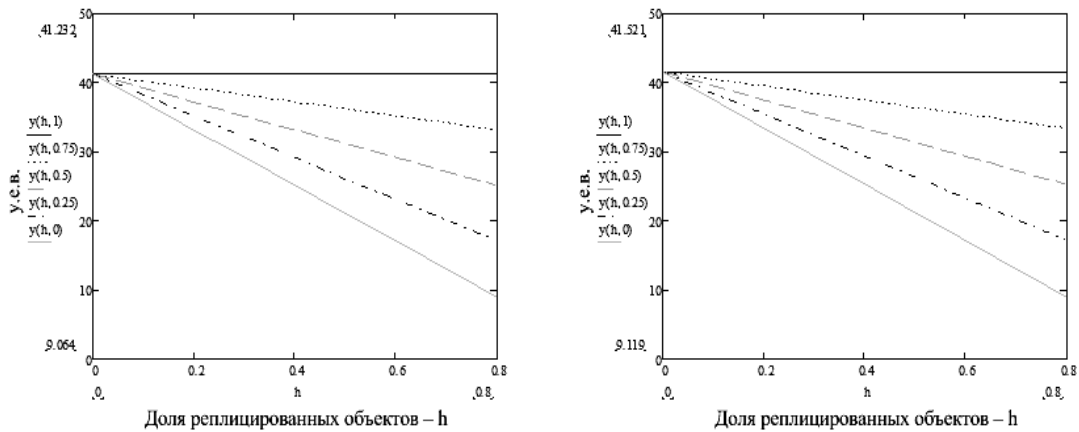 50
41.232
40
y(h, 1)
y(h, 0.75)
30
y(h, 0.5)
y(h, 0.25)
20
y(h, 0)
у.е.в.
10
9.064
0
0 0.2 0.4 0.6 0.8
0 h 0.8
Доля реплицированных объектов – h
50
41.521
40
y(h, 1)
y(h, 0.75)
30
y(h, 0.5)
y(h, 0.25)
20
y(h, 0)
у.е.в.
10
9.119
0
0 0.2 0.4 0.6 0.8
0 h 0.8
Доля реплицированных объектов – h